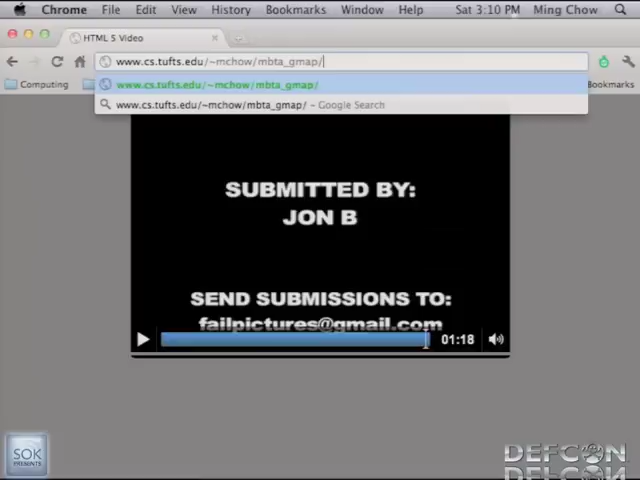 Chrome File Edit View History Bookmarks Window Help Sat 3:10 PM Ming Chow
HTML 5 Video
www.cs.tufts.edu/~mchow/mbta_gmap/
Computing
www.cs.tufts.edu/~mchow/mbta_gmap/
Bookmarks
www.cs.tufts.edu/~mchow/mbta_gmap/ – Google Search
SUBMITTED BY:
JON B
SEND SUBMISSIONS TO:
failpictures@gmail.com
01:18
SOK
PRESENTS
DEFCON